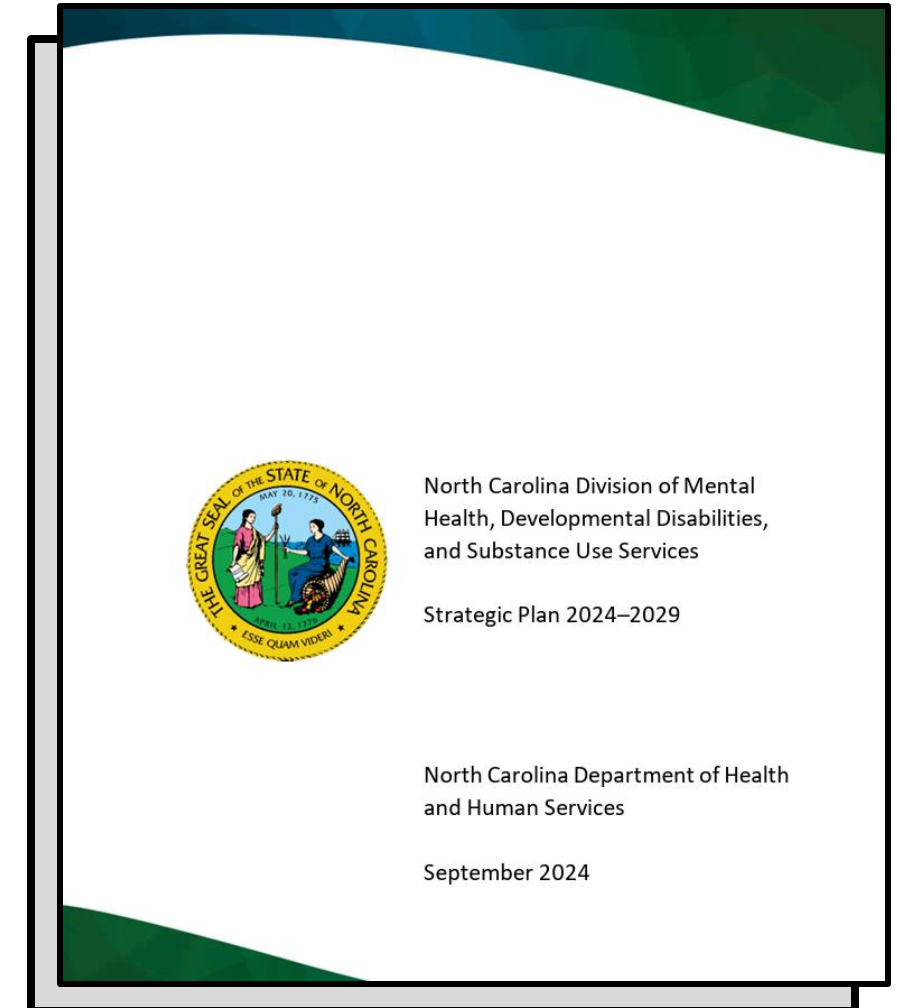 THE GREAT SEAL OF THE STATE OF NORTH CAROLINA
MAY 20, 1775
APRIL 12, 1776
★ ESSE QUAM VIDERI ★
North Carolina Division of Mental
Health, Developmental Disabilities,
and Substance Use Services
Strategic Plan 2024–2029
North Carolina Department of Health
and Human Services
September 2024